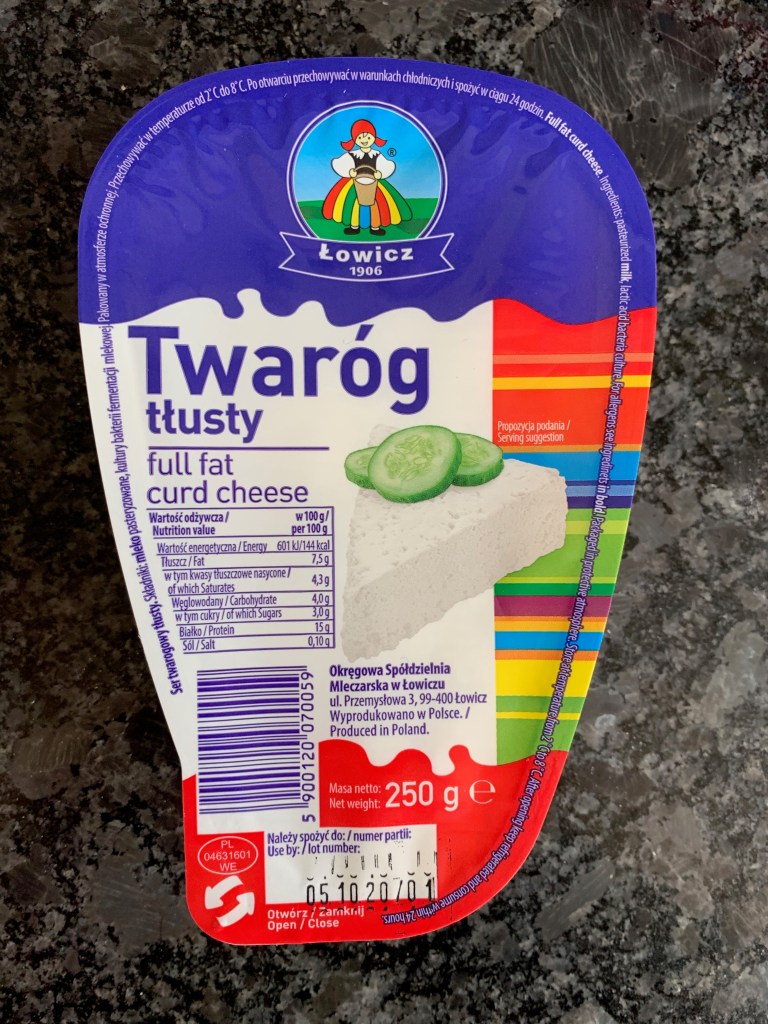 Ser twarogowy tłusty. Składniki: mleko pasteryzowane, kultury bakterii fermentacji mlekowej. Pakowany w atmosferze ochronnej. Przechowywać w temperaturze od 2°C do 8°C. Po otwarciu przechowywać w warunkach chłodniczych i spożyć w ciągu 24 godzin. Full fat curd cheese. Ingredients: pasteurized milk, lactic acid bacteria culture. For allergens see ingredinets in bold. Packaged in protective atmosphere. Store at temperature from 2°C to 8°C. After opening keep refrigerated and consume within 24 hours.
®
Łowicz
1906
Twaróg
tłusty
full fat
curd cheese
Propozycja podania /
Serving suggestion
Wartość odżywcza / w 100 g /
Nutrition value per 100 g
Wartość energetyczna / Energy 601 kJ/144 kcal
Tłuszcz / Fat 7,5 g
w tym kwasy tłuszczowe nasycone /
of which Saturates 4,3 g
Węglowodany / Carbohydrate 4,0 g
w tym cukry / of which Sugars 3,0 g
Białko / Protein 15 g
Sól / Salt 0,10 g
Okręgowa Spółdzielnia
Mleczarska w Łowiczu
ul. Przemysłowa 3, 99-400 Łowicz
Wyprodukowano w Polsce. /
Produced in Poland.
5 900120 070059
Masa netto:
Net weight: 250 g e
Należy spożyć do: / numer partii:
Use by: / lot number:
05.10.20/01
PL
04631601
WE
Otwórz / Zamknij
Open / Close